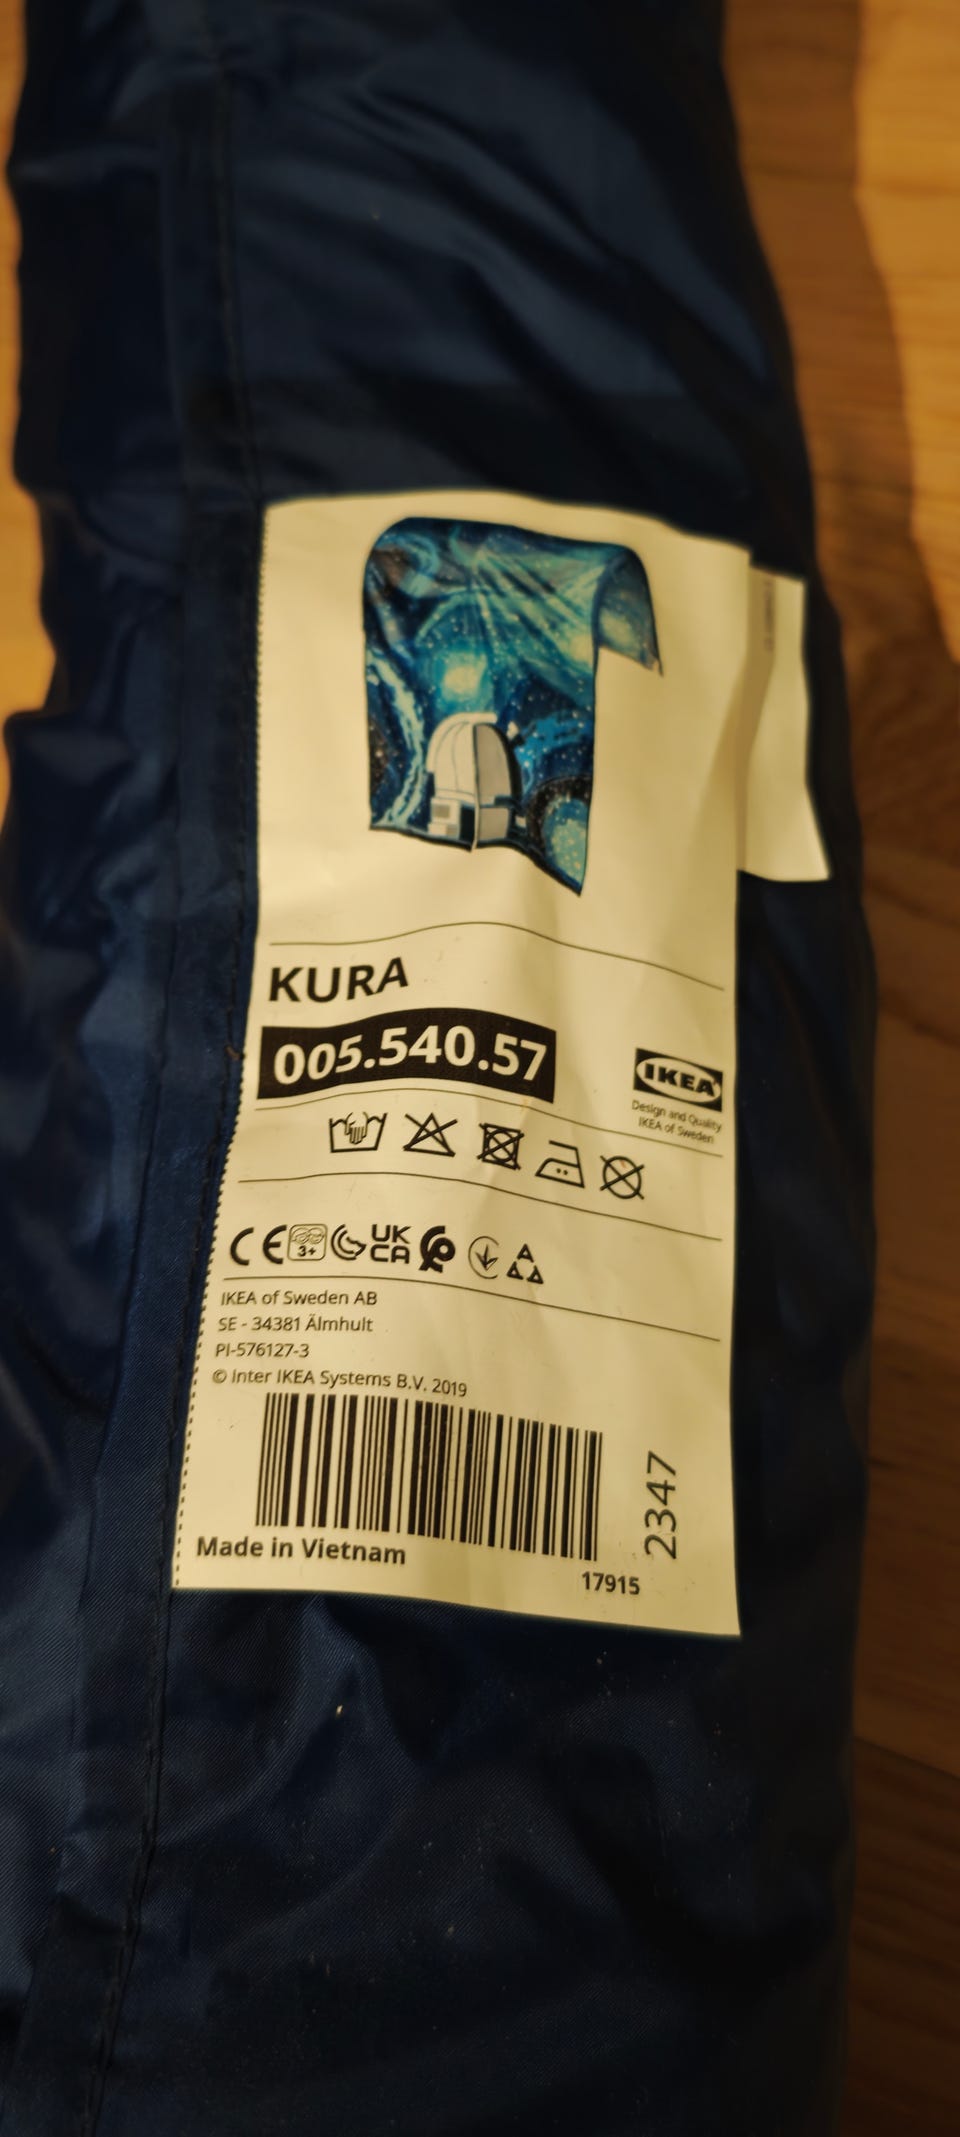 KURA
005.540.57
IKEA
Design and Quality
IKEA of Sweden
CE
3+
UK
CA
IKEA of Sweden AB
SE - 34381 Älmhult
PI-576127-3
© Inter IKEA Systems B.V. 2019
2347
Made in Vietnam
17915